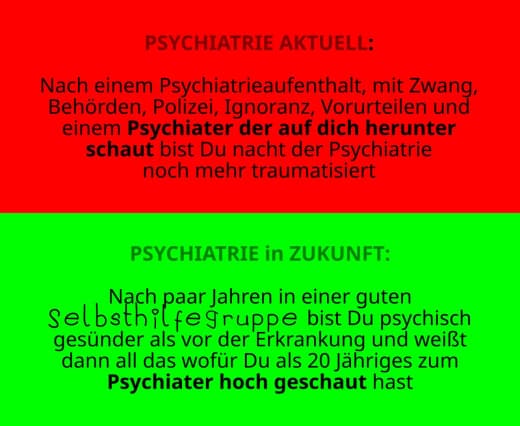 PSYCHIATRIE AKTUELL:
Nach einem Psychiatrieaufenthalt, mit Zwang,
Behörden, Polizei, Ignoranz, Vorurteilen und
einem Psychiater der auf dich herunter
schaut bist Du nacht der Psychiatrie
noch mehr traumatisiert
PSYCHIATRIE in ZUKUNFT:
Nach paar Jahren in einer guten
Selbsthilfegruppe bist Du psychisch
gesünder als vor der Erkrankung und weißt
dann all das wofür Du als 20 Jähriges zum
Psychiater hoch geschaut hast